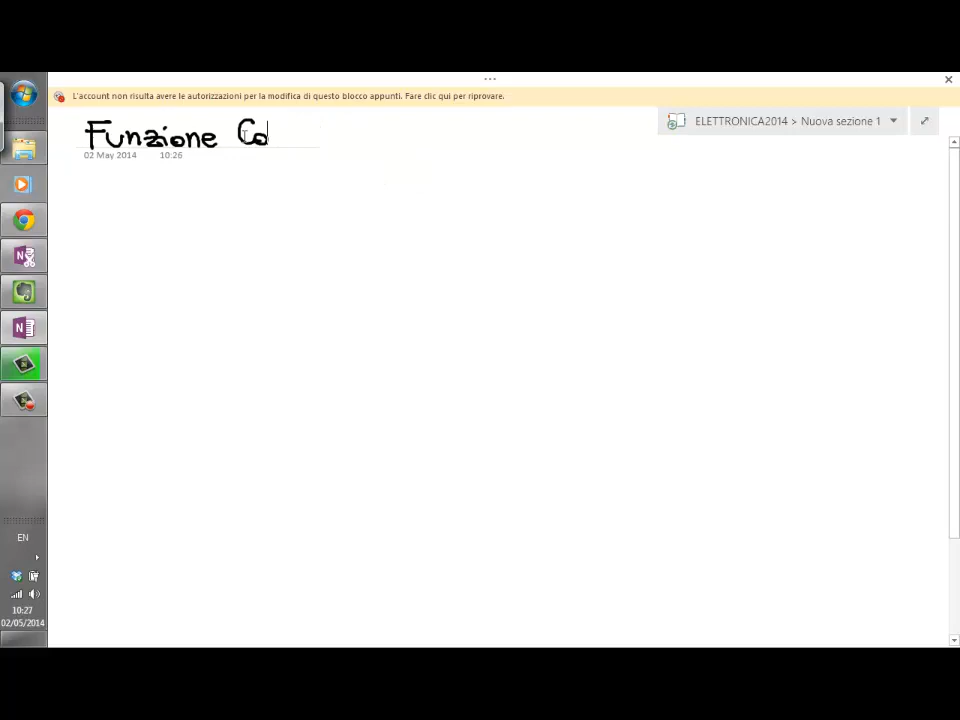 L'account non risulta avere le autorizzazioni per la modifica di questo blocco appunti. Fare clic qui per riprovare.
ELETTRONICA2014 > Nuova sezione 1
Funzione Co
02 May 2014 10:26
EN
10:27
02/05/2014